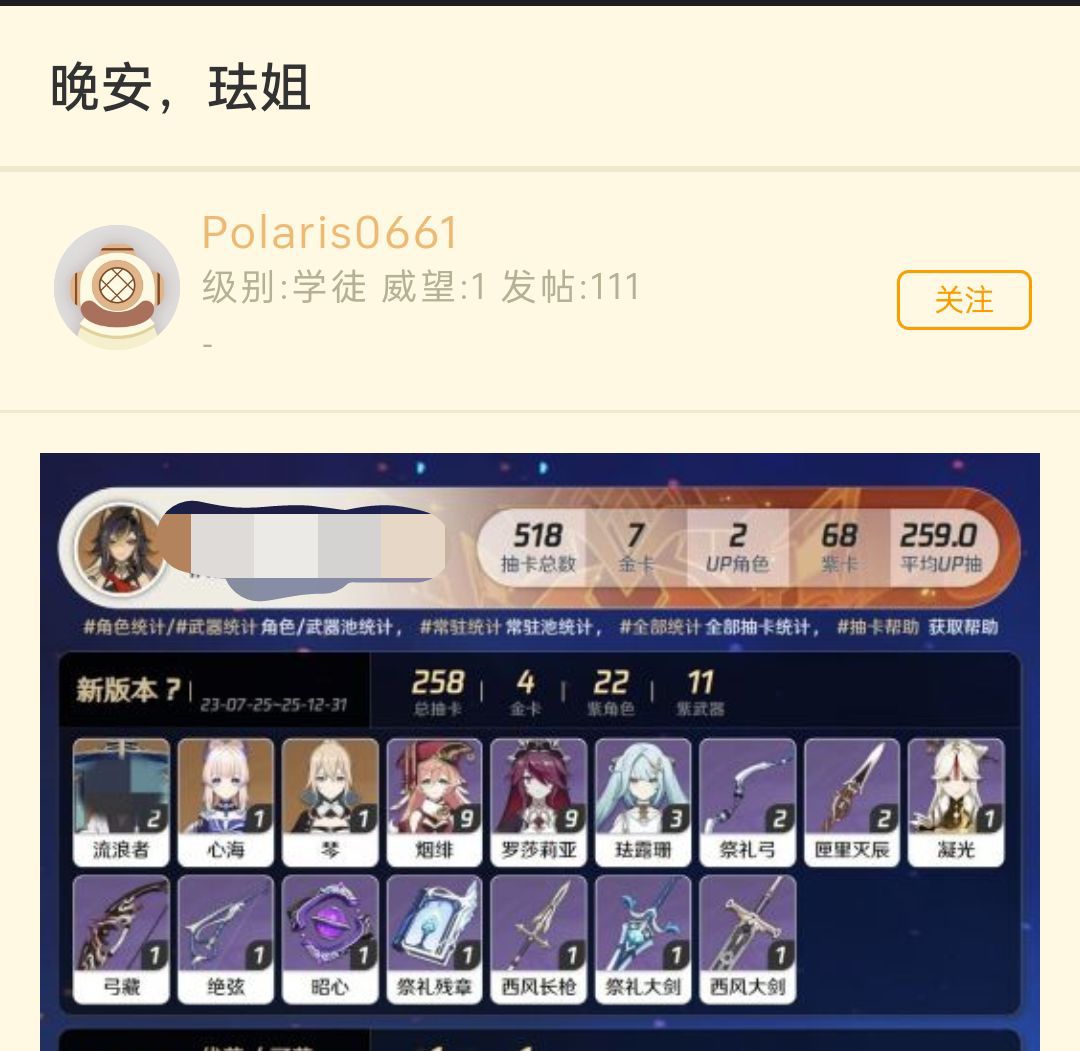 晚安，珐姐
Polaris0661
级别:学徒 威望:1 发帖:111
关注
-
518 7 2 68 259.0
抽卡总数 金卡 UP角色 紫卡 平均UP抽
#角色统计/#武器统计 角色/武器池统计， #常驻统计 常驻池统计， #全部统计 全部抽卡统计， #抽卡帮助 获取帮助
新版本？| 23-07-25~25-12-31
258 | 4 | 22 | 11
总抽卡 金卡 紫角色 紫武器
2 1 1 9 9 3 2 2 1
流浪者 心海 琴 烟绯 罗莎莉亚 珐露珊 祭礼弓 匣里灭辰 凝光
1 1 1 1 1 1 1
弓藏 绝弦 昭心 祭礼残章 西风长枪 祭礼大剑 西风大剑